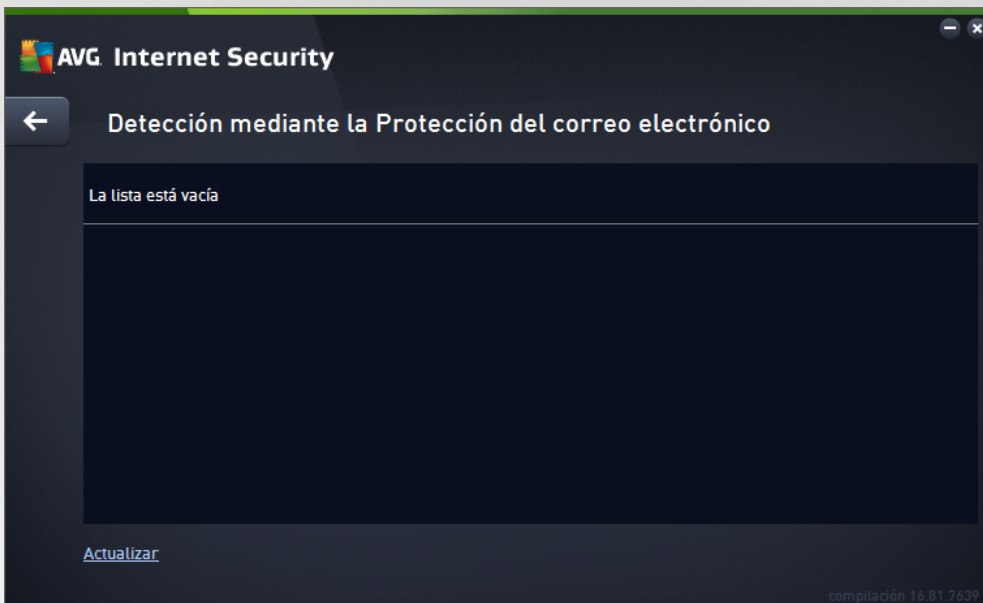 AVG. Internet Security
Detección mediante la Protección del correo electrónico
La lista está vacía
Actualizar
compilación 16.81.7639